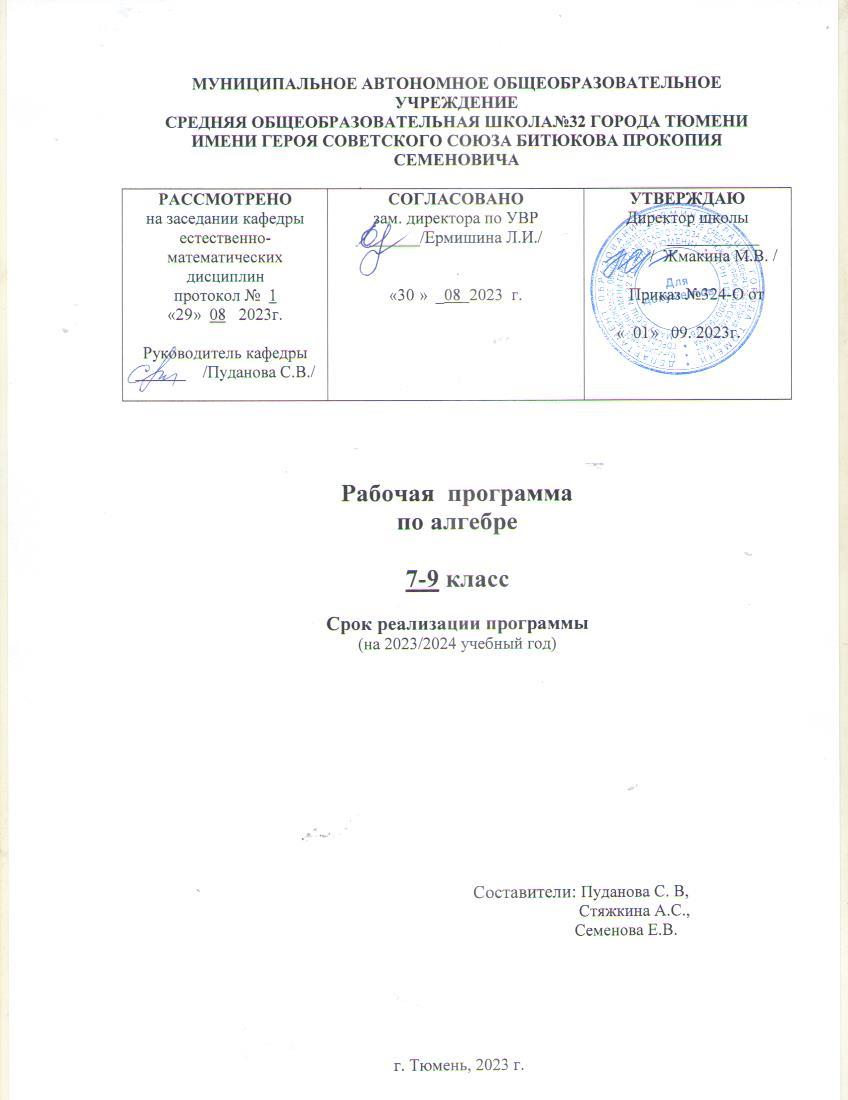 МУНИЦИПАЛЬНОЕ АВТОНОМНОЕ ОБЩЕОБРАЗОВАТЕЛЬНОЕ
УЧРЕЖДЕНИЕ
СРЕДНЯЯ ОБЩЕОБРАЗОВАТЕЛЬНАЯ ШКОЛА№32 ГОРОДА ТЮМЕНИ
ИМЕНИ ГЕРОЯ СОВЕТСКОГО СОЮЗА БИТЮКОВА ПРОКОПИЯ
СЕМЕНОВИЧА
РАССМОТРЕНО
на заседании кафедры
естественно-
математических
дисциплин
протокол № 1
«29» 08 2023г.
Руководитель кафедры
/Пуданова С.В./
СОГЛАСОВАНО
зам. директора по УВР
/Ермишина Л.И./
«30 » _08_2023 г.
УТВЕРЖДАЮ
Директор школы
Жмакина М.В. /
Приказ №324-О от
« 01» 09. 2023г.
Для
документов
Рабочая программа
по алгебре
7-9 класс
Срок реализации программы
(на 2023/2024 учебный год)
Составители: Пуданова С. В,
Стяжкина А.С.,
Семенова Е.В.
г. Тюмень, 2023 г.